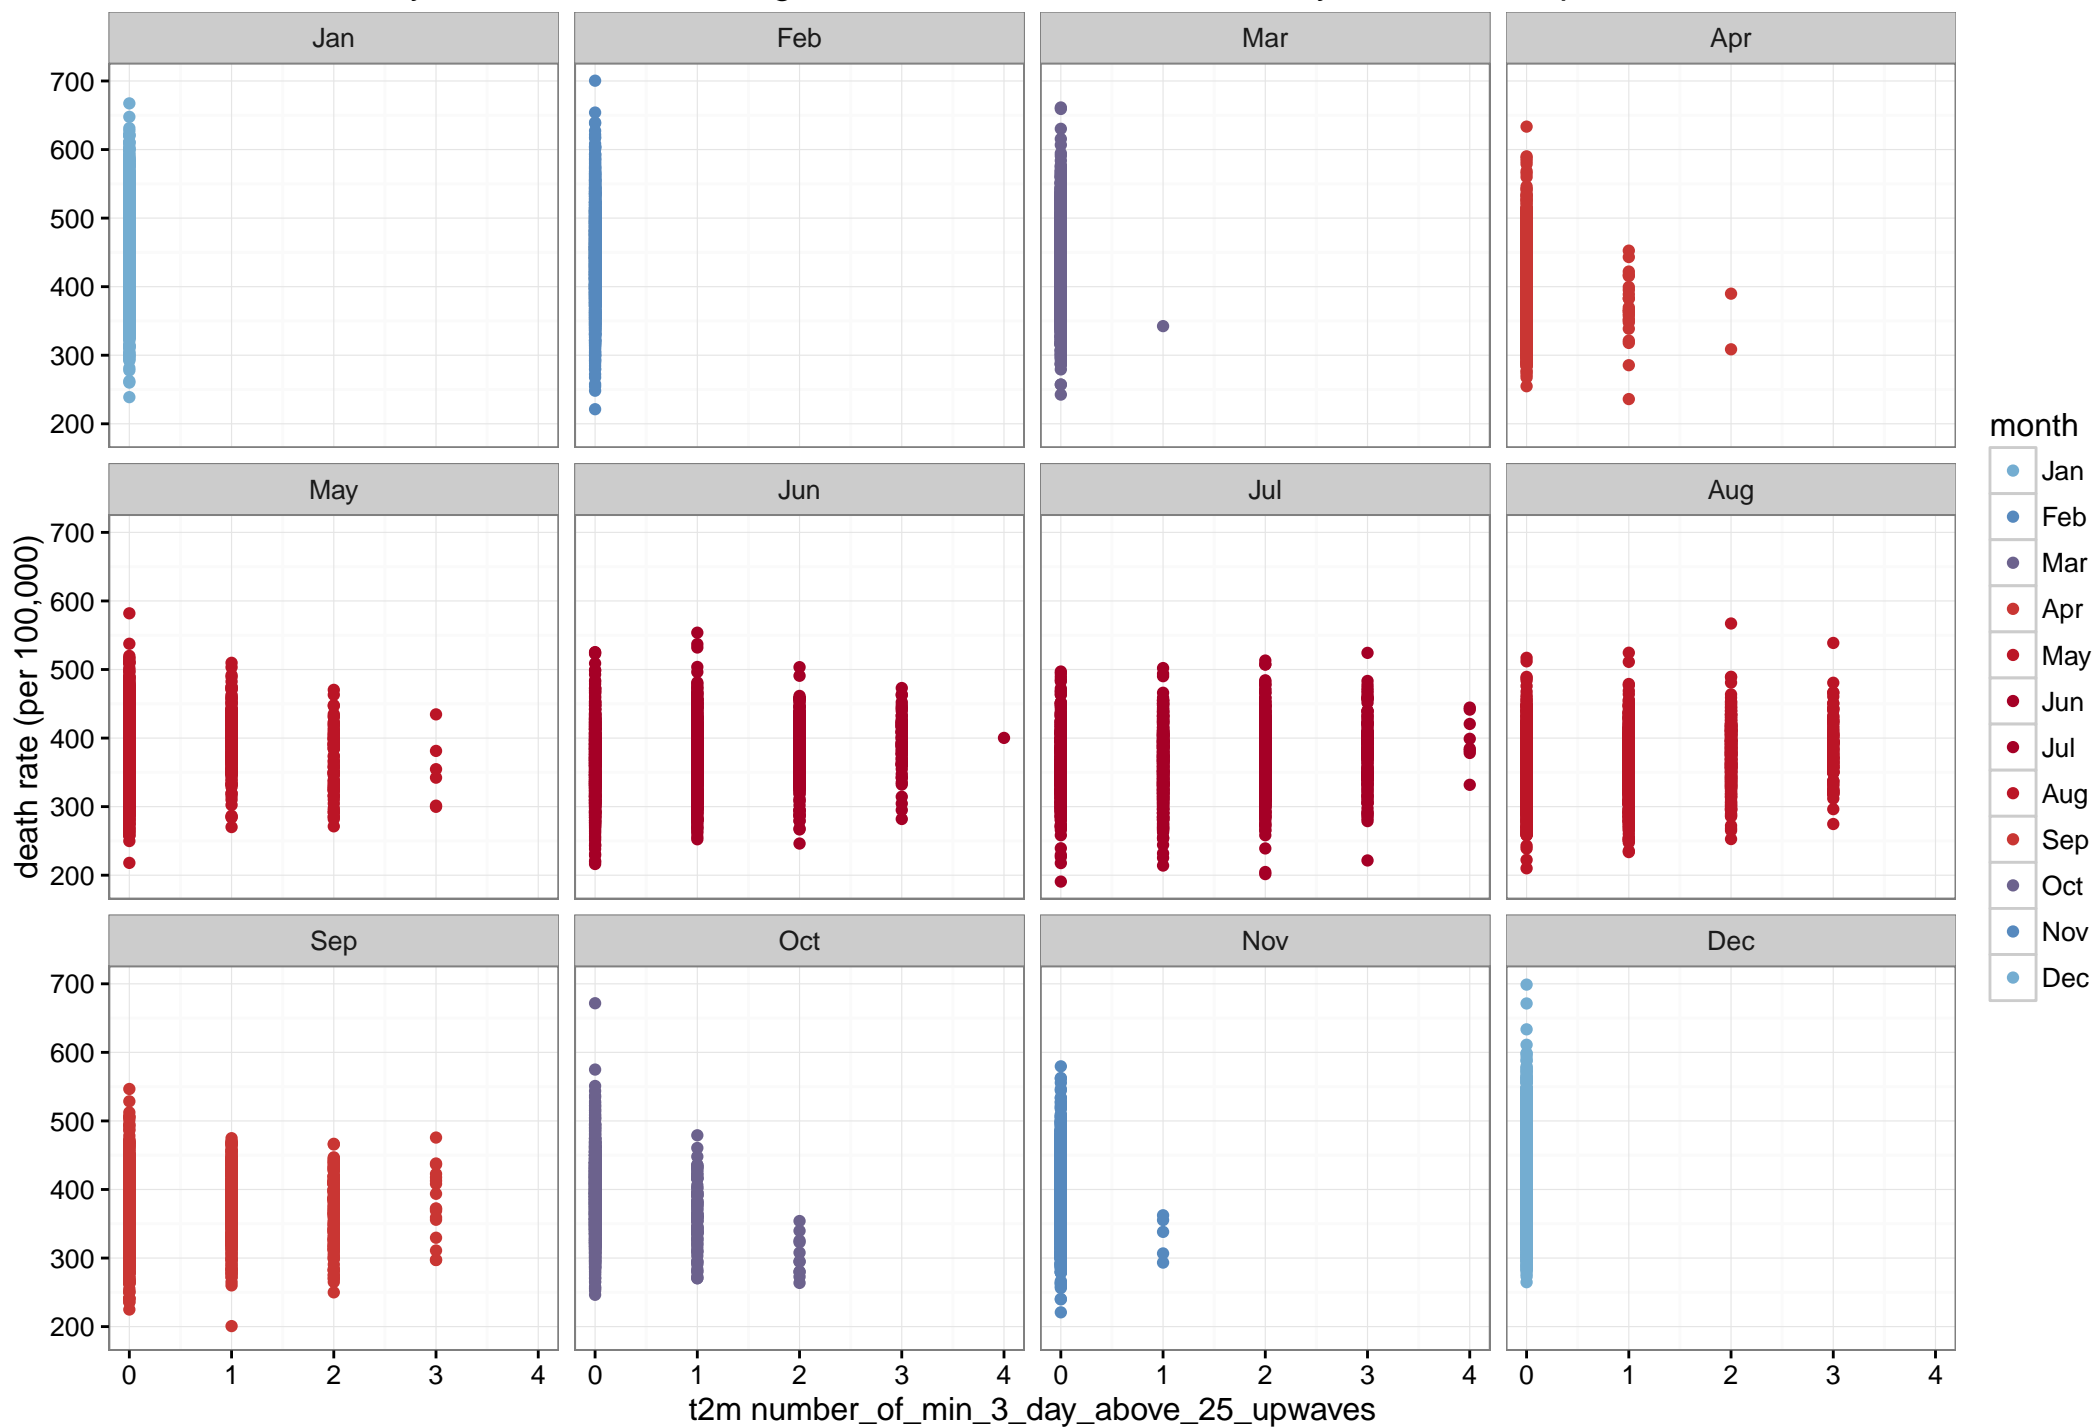 Jan Feb Mar Apr
700
600
500
400
300
200
May Jun Jul Aug
700
600
500
400
300
200
Sep Oct Nov Dec
700
600
500
400
300
200
0 1 2 3 4 0 1 2 3 4 0 1 2 3 4 0 1 2 3 4
t2m number_of_min_3_day_above_25_upwaves
death rate (per 100,000)
month
Jan
Feb
Mar
Apr
May
Jun
Jul
Aug
Sep
Oct
Nov
Dec